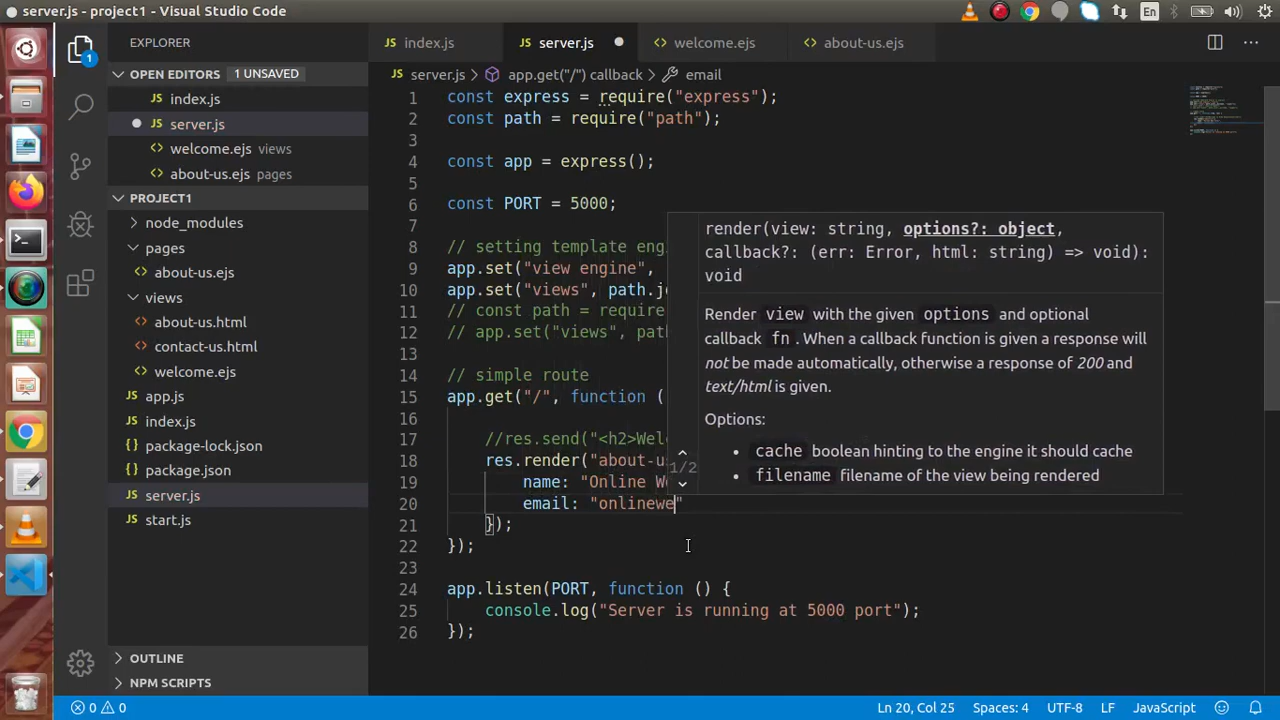 server.js - project1 - Visual Studio Code
En
EXPLORER
index.js
server.js
welcome.ejs
about-us.ejs
1
OPEN EDITORS 1 UNSAVED
index.js
server.js
welcome.ejs views
about-us.ejs pages
PROJECT1
node_modules
pages
about-us.ejs
views
about-us.html
contact-us.html
welcome.ejs
app.js
index.js
package-lock.json
package.json
server.js
start.js
OUTLINE
NPM SCRIPTS
server.js > app.get("/") callback > email
1 const express = require("express");
2 const path = require("path");
3
4 const app = express();
5
6 const PORT = 5000;
7
8 // setting template eng
9 app.set("view engine",
10 app.set("views", path.jo
11 // const path = require
12 // app.set("views", path
13
14 // simple route
15 app.get("/", function (
16
17 //res.send("<h2>Wel
18 res.render("about-u
19 name: "Online W
20 email: "onlinewe"
21 });
22 });
23
24 app.listen(PORT, function () {
25 console.log("Server is running at 5000 port");
26 });
render(view: string, options?: object,
callback?: (err: Error, html: string) => void):
void
Render view with the given options and optional
callback fn . When a callback function is given a response will
not be made automatically, otherwise a response of 200 and
text/html is given.
Options:
• cache boolean hinting to the engine it should cache
• filename filename of the view being rendered
1/2
0 0
Ln 20, Col 25
Spaces: 4
UTF-8
LF
JavaScript